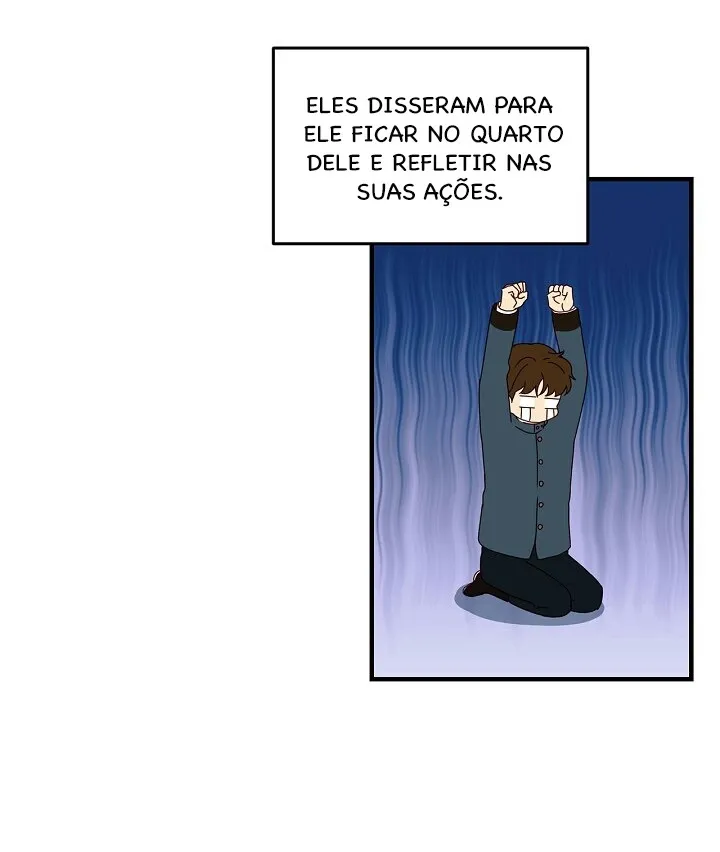 ELES DISSERAM PARA
ELE FICAR NO QUARTO
DELE E REFLETIR NAS
SUAS AÇÕES.